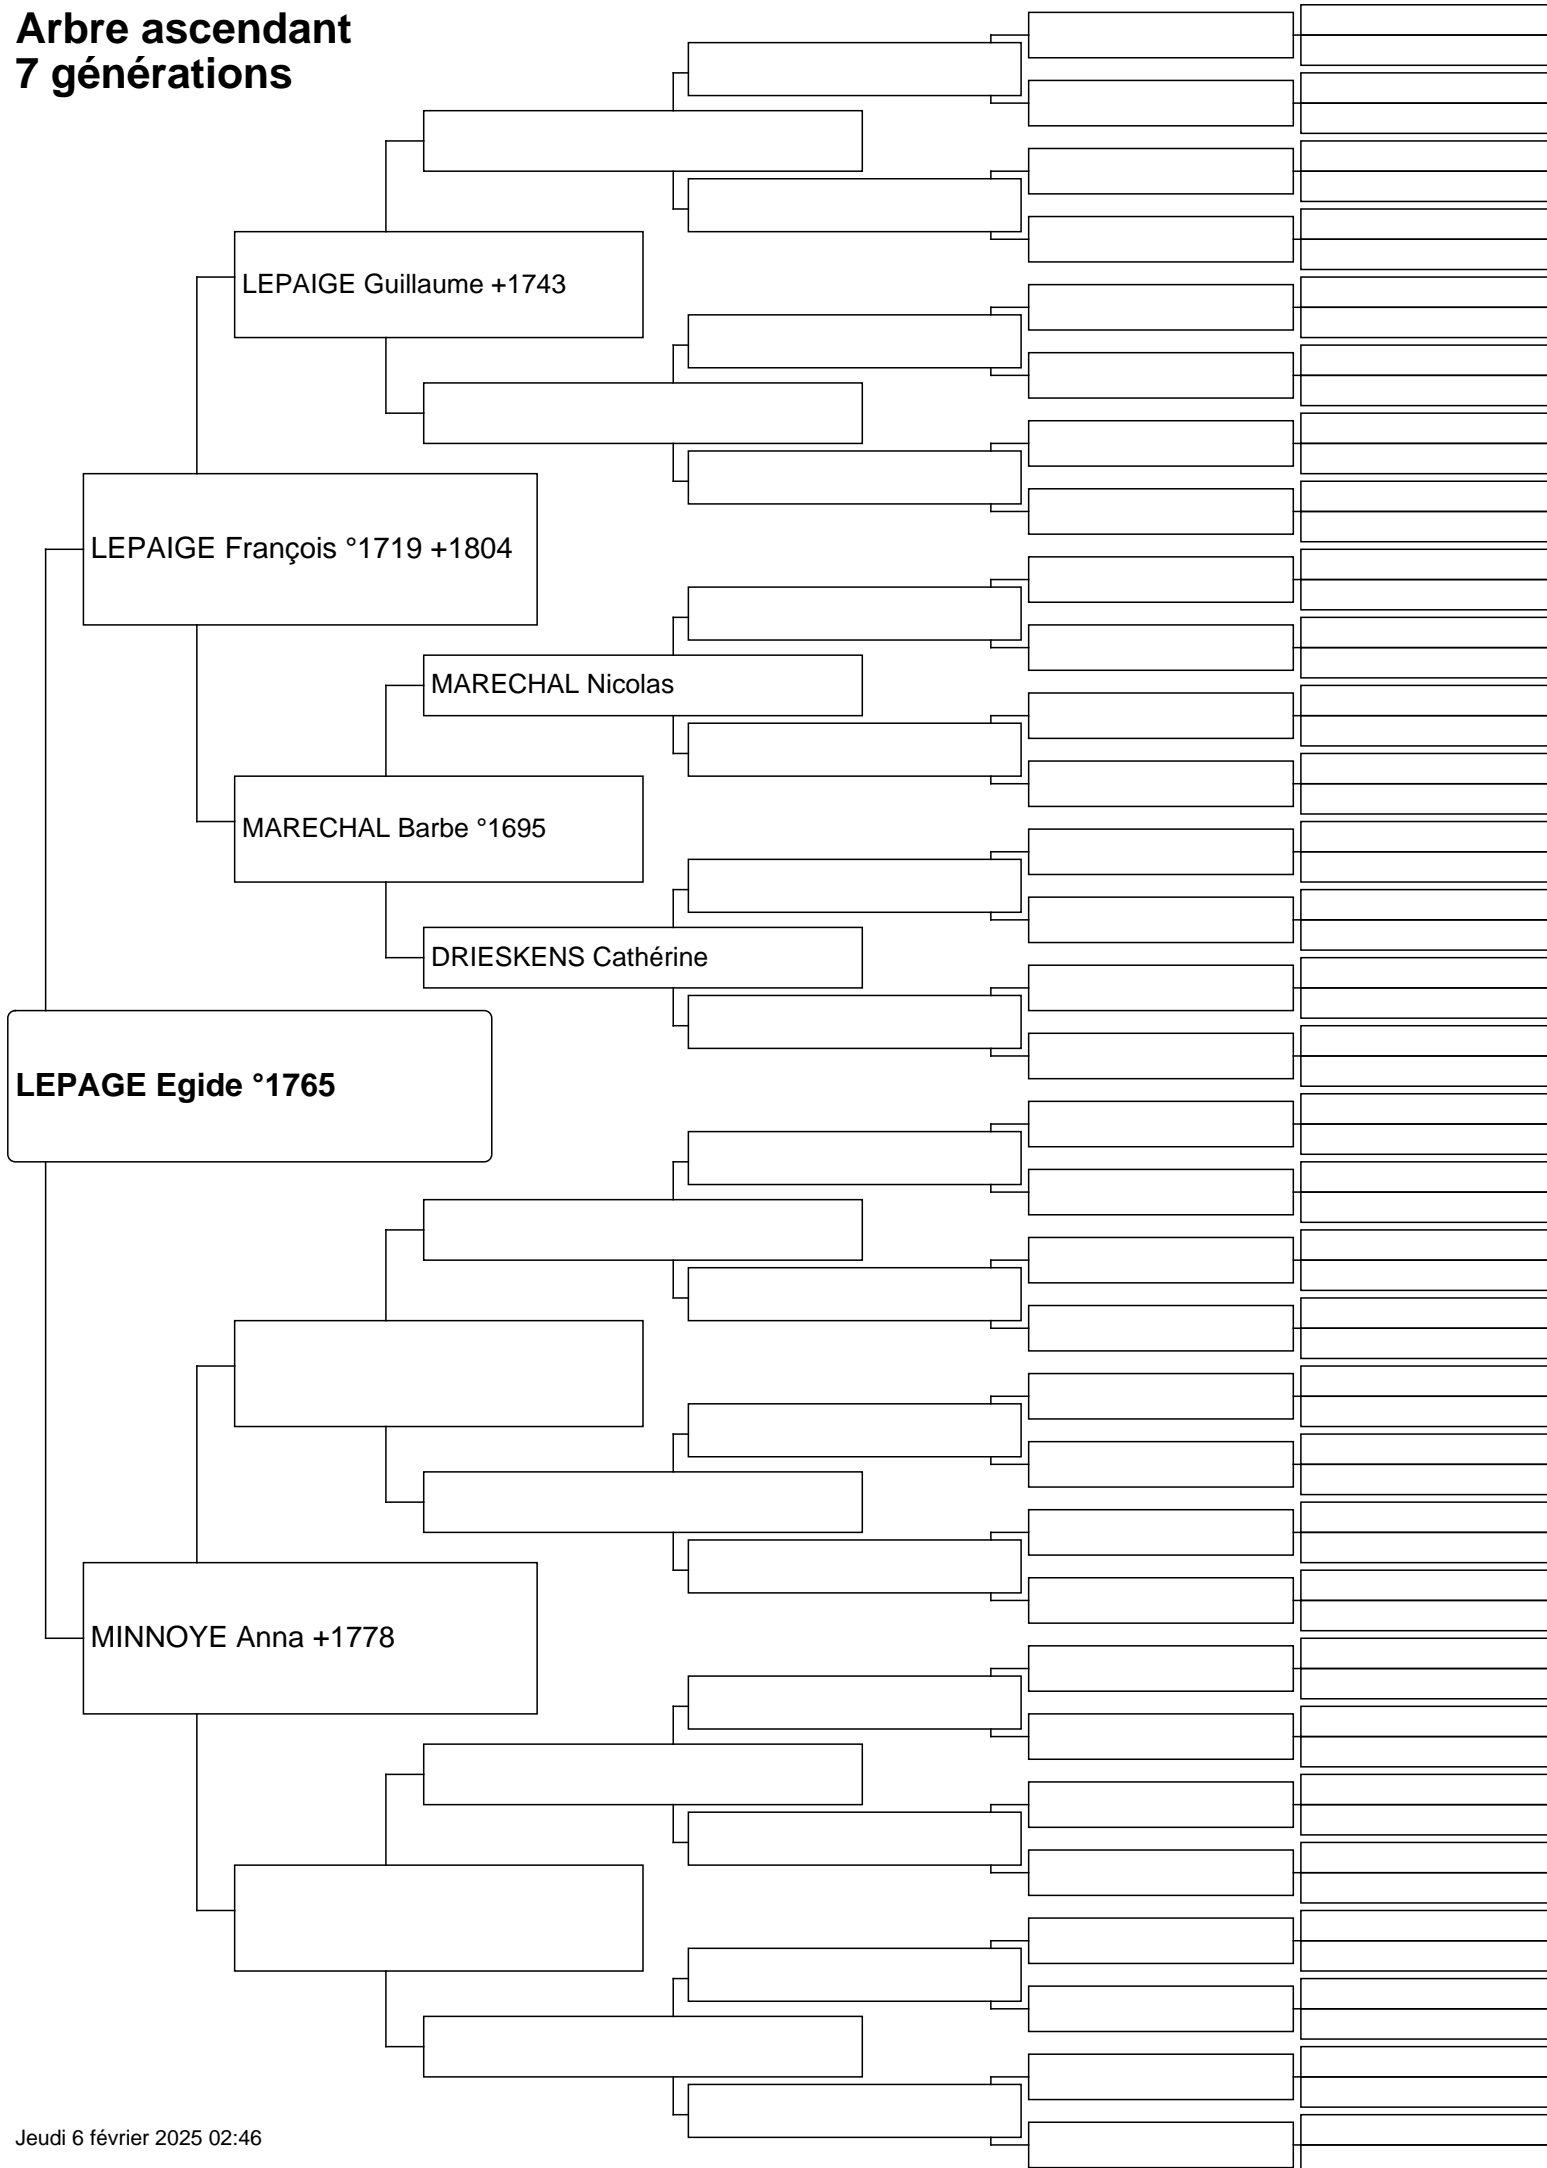 Arbre ascendant
7 générations
LEPAIGE Guillaume +1743
LEPAIGE François °1719 +1804
MARECHAL Nicolas
MARECHAL Barbe °1695
DRIESKENS Cathérine
LEPAGE Egide °1765
MINNOYE Anna +1778
Jeudi 6 février 2025 02:46